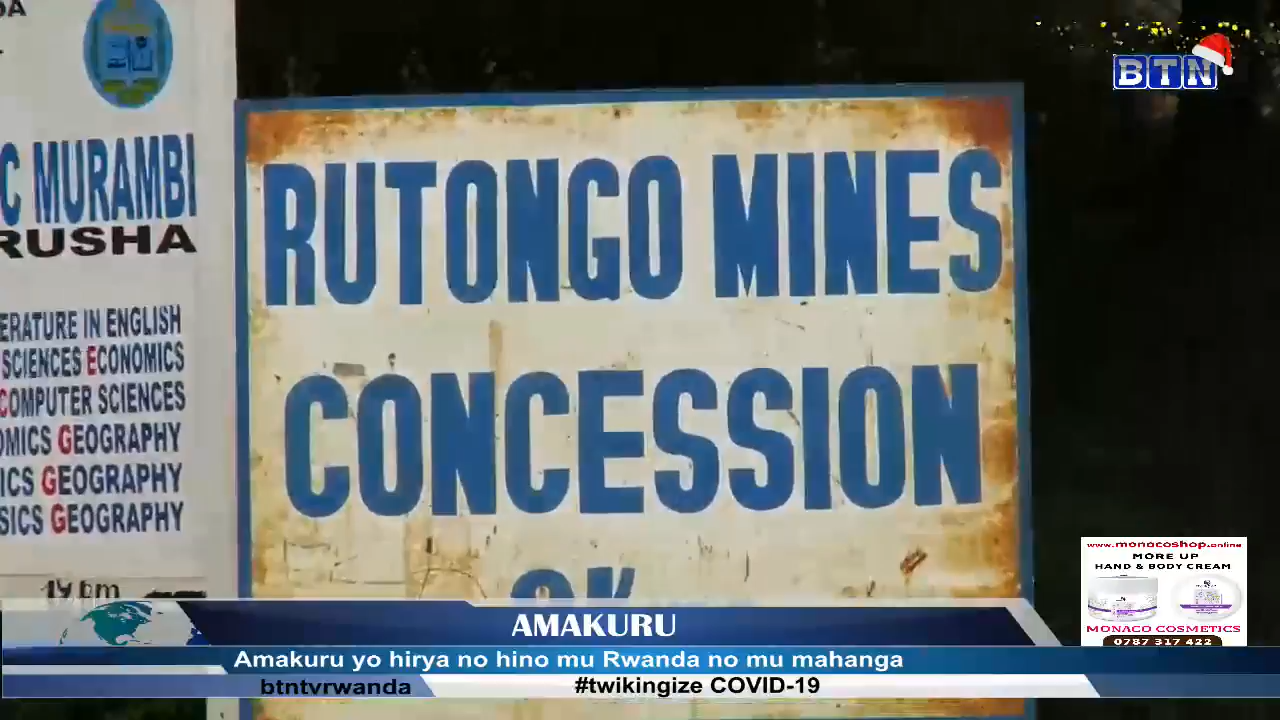 C MURAMBI
RUSHA
ERATURE IN ENGLISH
SCIENCES ECONOMICS
COMPUTER SCIENCES
OMICS GEOGRAPHY
ICS GEOGRAPHY
SICS GEOGRAPHY
RUTONGO MINES
CONCESSION
BTN
www.monacoshop.online
MORE UP
HAND & BODY CREAM
MONACO COSMETICS
0787 317 422
AMAKURU
Amakuru yo hirya no hino mu Rwanda no mu mahanga
btntvrwanda
#twikingize COVID-19